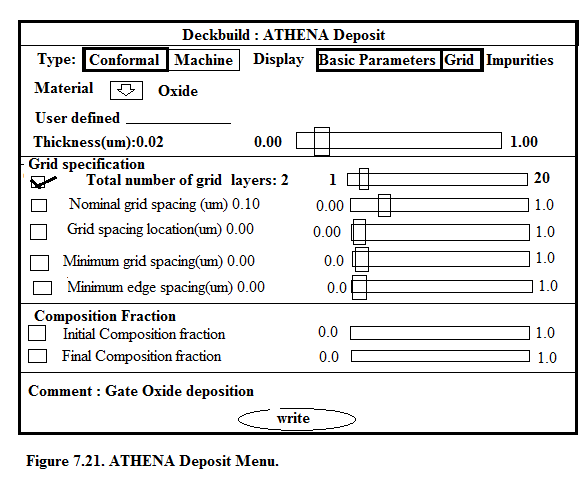 Deckbuild : ATHENA Deposit
Type: Conformal Machine Display Basic Parameters Grid Impurities
Material Oxide
User defined
Thickness(um):0.02 0.00 1.00
Grid specification
Total number of grid layers: 2 1 20
Nominal grid spacing (um) 0.10 0.00 1.0
Grid spacing location(um) 0.00 0.00 1.0
Minimum grid spacing(um) 0.00 0.0 1.0
Minimum edge spacing(um) 0.00 0.0 1.0
Composition Fraction
Initial Composition fraction 0.0 1.0
Final Composition fraction 0.0 1.0
Comment : Gate Oxide deposition
write
Figure 7.21. ATHENA Deposit Menu.